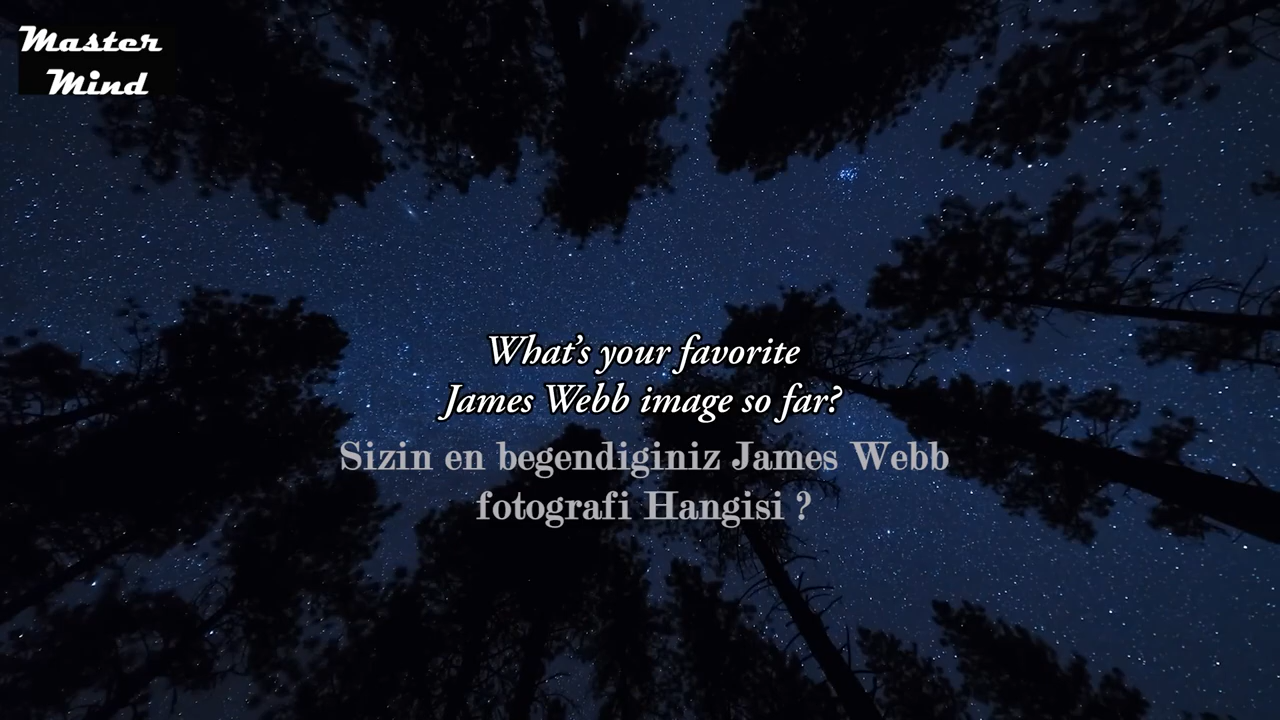 Master
Mind
What's your favorite
James Webb image so far?
Sizin en begendiginiz James Webb
fotografi Hangisi ?